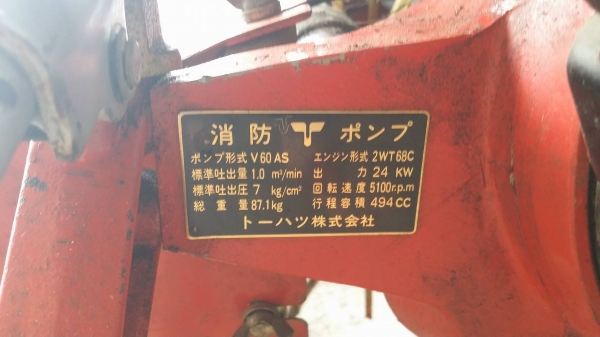 消防 ポンプ
ポンプ形式 V60AS エンジン形式 2WT68C
標準吐出量 1.0 m³/min 出力 24 KW
標準吐出圧 7 kg/cm² 回転速度 5100r.p.m
総重量 87.1kg 行程容積 494CC
トーハツ株式会社